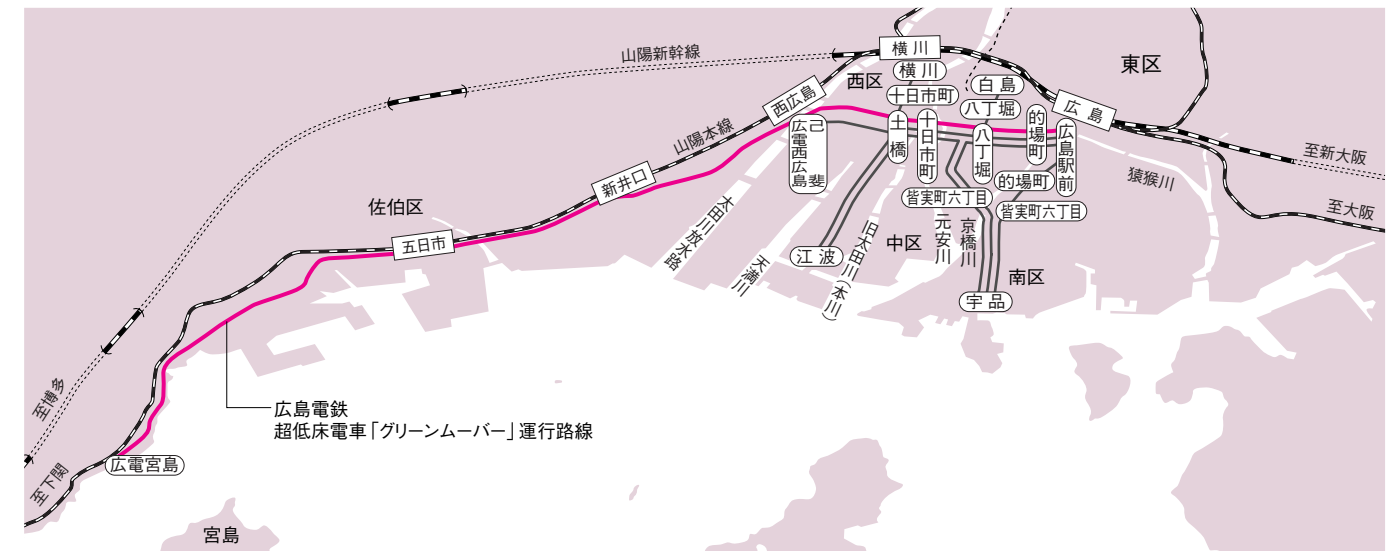 山陽新幹線
横川
東区
西区
横川
白島
十日市町
八丁堀
西広島
広島
山陽本線
広電西広島
己斐
土橋
十日市町
八丁堀
的場町
広島駅前
至新大阪
新井口
的場町
猿猴川
佐伯区
皆実町六丁目
皆実町六丁目
至大阪
五日市
太田川放水路
天満川
江波
旧太田川(本川)
中区
元安川
京橋川
南区
宇品
至博多
広島電鉄
超低床電車「グリーンムーバー」運行路線
広電宮島
至下関
宮島